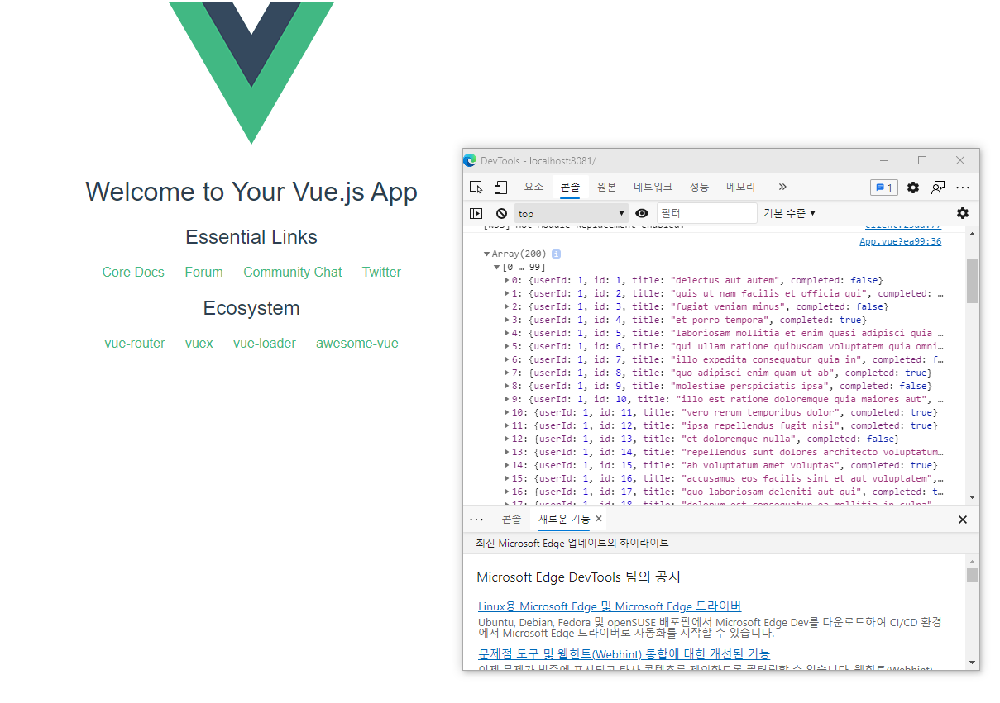 Welcome to Your Vue.js App
Essential Links
Core Docs Forum Community Chat Twitter
Ecosystem
vue-router vuex vue-loader awesome-vue
DevTools - localhost:8081/
요소 콘솔 원본 네트워크 성능 메모리 » 1
top ▼ 필터 기본 수준 ▼
App.vue?ea99:36
▼Array(200) i
▼[0 … 99]
▶0: {userId: 1, id: 1, title: "delectus aut autem", completed: false}
▶1: {userId: 1, id: 2, title: "quis ut nam facilis et officia qui", completed: …
▶2: {userId: 1, id: 3, title: "fugiat veniam minus", completed: false}
▶3: {userId: 1, id: 4, title: "et porro tempora", completed: true}
▶4: {userId: 1, id: 5, title: "laboriosam mollitia et enim quasi adipisci quia …
▶5: {userId: 1, id: 6, title: "qui ullam ratione quibusdam voluptatem quia omni…
▶6: {userId: 1, id: 7, title: "illo expedita consequatur quia in", completed: f…
▶7: {userId: 1, id: 8, title: "quo adipisci enim quam ut ab", completed: true}
▶8: {userId: 1, id: 9, title: "molestiae perspiciatis ipsa", completed: false}
▶9: {userId: 1, id: 10, title: "illo est ratione doloremque quia maiores aut", …
▶10: {userId: 1, id: 11, title: "vero rerum temporibus dolor", completed: true}
▶11: {userId: 1, id: 12, title: "ipsa repellendus fugit nisi", completed: true}
▶12: {userId: 1, id: 13, title: "et doloremque nulla", completed: false}
▶13: {userId: 1, id: 14, title: "repellendus sunt dolores architecto voluptatum…
▶14: {userId: 1, id: 15, title: "ab voluptatum amet voluptas", completed: true}
▶15: {userId: 1, id: 16, title: "accusamus eos facilis sint et aut voluptatem",…
▶16: {userId: 1, id: 17, title: "quo laboriosam deleniti aut qui", completed: t…
▶17: {userId: 1, id: 18, title: "dolorum est consequatur ea mollitia in culpa"
콘솔 새로운 기능 ×
최신 Microsoft Edge 업데이트의 하이라이트
Microsoft Edge DevTools 팀의 공지
Linux용 Microsoft Edge 및 Microsoft Edge 드라이버
Ubuntu, Debian, Fedora 및 openSUSE 배포판에서 Microsoft Edge Dev를 다운로드하여 CI/CD 환경
에서 Microsoft Edge 드라이버로 자동화를 시작할 수 있습니다.
문제점 도구 및 웹힌트(Webhint) 통합에 대한 개선된 기능